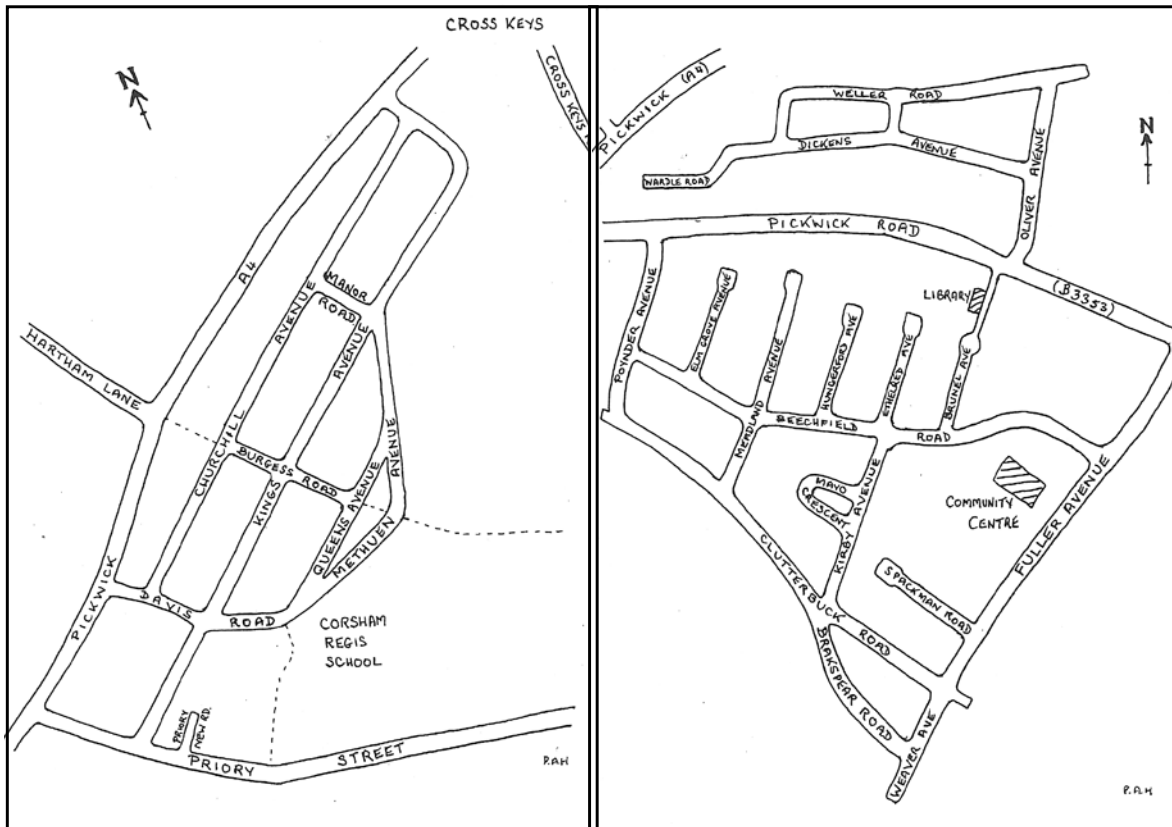 CROSS KEYS
N
CROSS KEYS
A4
MANOR
ROAD
HARTHAM LANE
CHURCHILL AVENUE
KINGS AVENUE
BURGESS ROAD
QUEENS AVENUE
METHUEN AVENUE
PICKWICK
DAVIS ROAD
CORSHAM
REGIS
SCHOOL
PRIORY
NEW RD.
PRIORY STREET
P.A.H
PICKWICK (A4)
WELLER ROAD
N
DICKENS AVENUE
WARDLE ROAD
OLIVER AVENUE
PICKWICK ROAD
(B3353)
LIBRARY
POYNDER AVENUE
ELM GROVE AVENUE
MEADLAND AVENUE
HUNGERFORD AVE
ETHELRED AVE
BRUNEL AVE
BEECHFIELD ROAD
MAYO
CRESCENT
KIRBY AVENUE
COMMUNITY
CENTRE
FULLER AVENUE
CLUTTERBUCK ROAD
SPACKMAN ROAD
BRAKSPEAR ROAD
WEAVER AVE
P.A.H